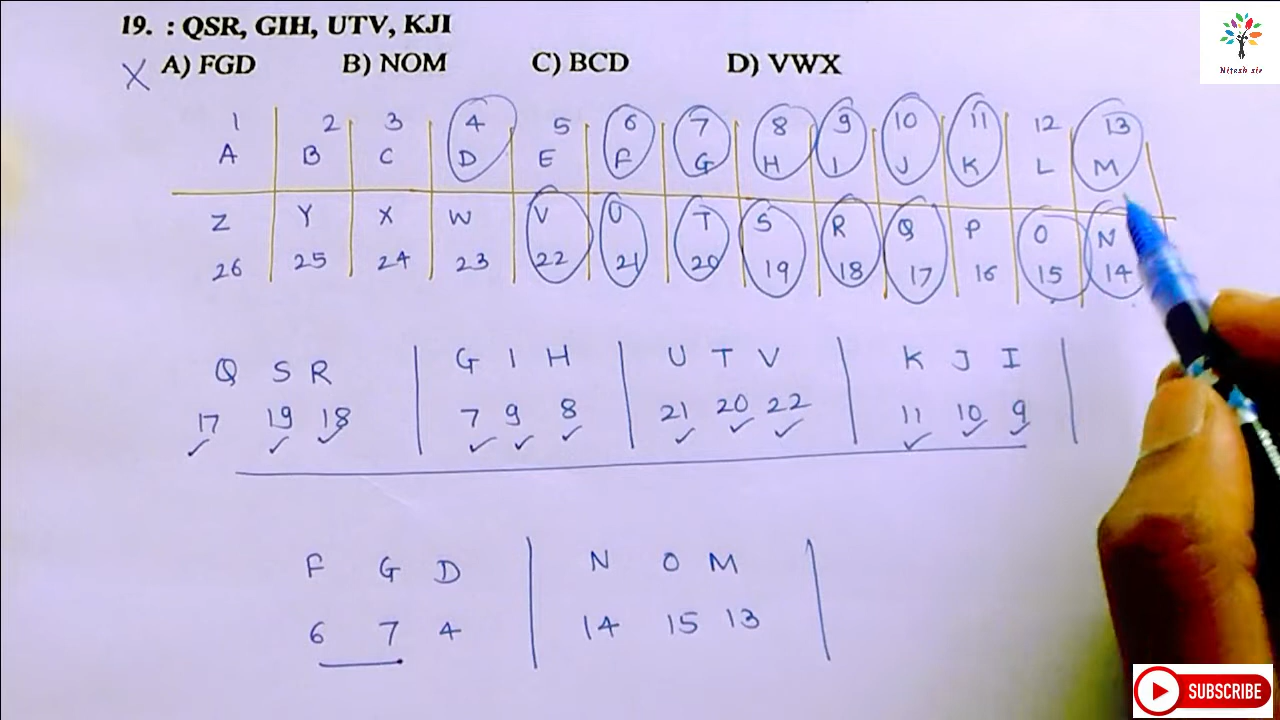 19. : QSR, GIH, UTV, KJI
X A) FGD B) NOM C) BCD D) VWX
1 2 3 4 5 6 7 8 9 10 11 12 13
A B C D E F G H I J K L M
Z Y X W V U T S R Q P O N
26 25 24 23 22 21 20 19 18 17 16 15 14
Q S R G I H U T V K J I
17 19 18 7 9 8 21 20 22 11 10 9
F G D N O M
6 7 4 14 15 13
Nitesh sir
SUBSCRIBE